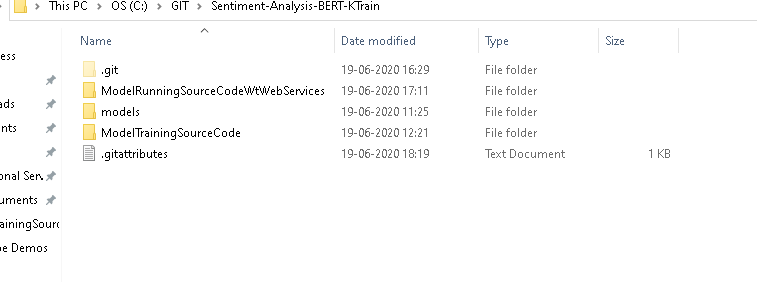 This PC > OS (C:) > GIT > Sentiment-Analysis-BERT-KTrain
Name Date modified Type Size
ess
.git 19-06-2020 16:29 File folder
ModelRunningSourceCodeWtWebServices 19-06-2020 17:11 File folder
ads
models 19-06-2020 11:25 File folder
nts
ModelTrainingSourceCode 19-06-2020 12:21 File folder
.gitattributes 19-06-2020 18:19 Text Document 1 KB
onal Serv
uments
ainingSourc
be Demos